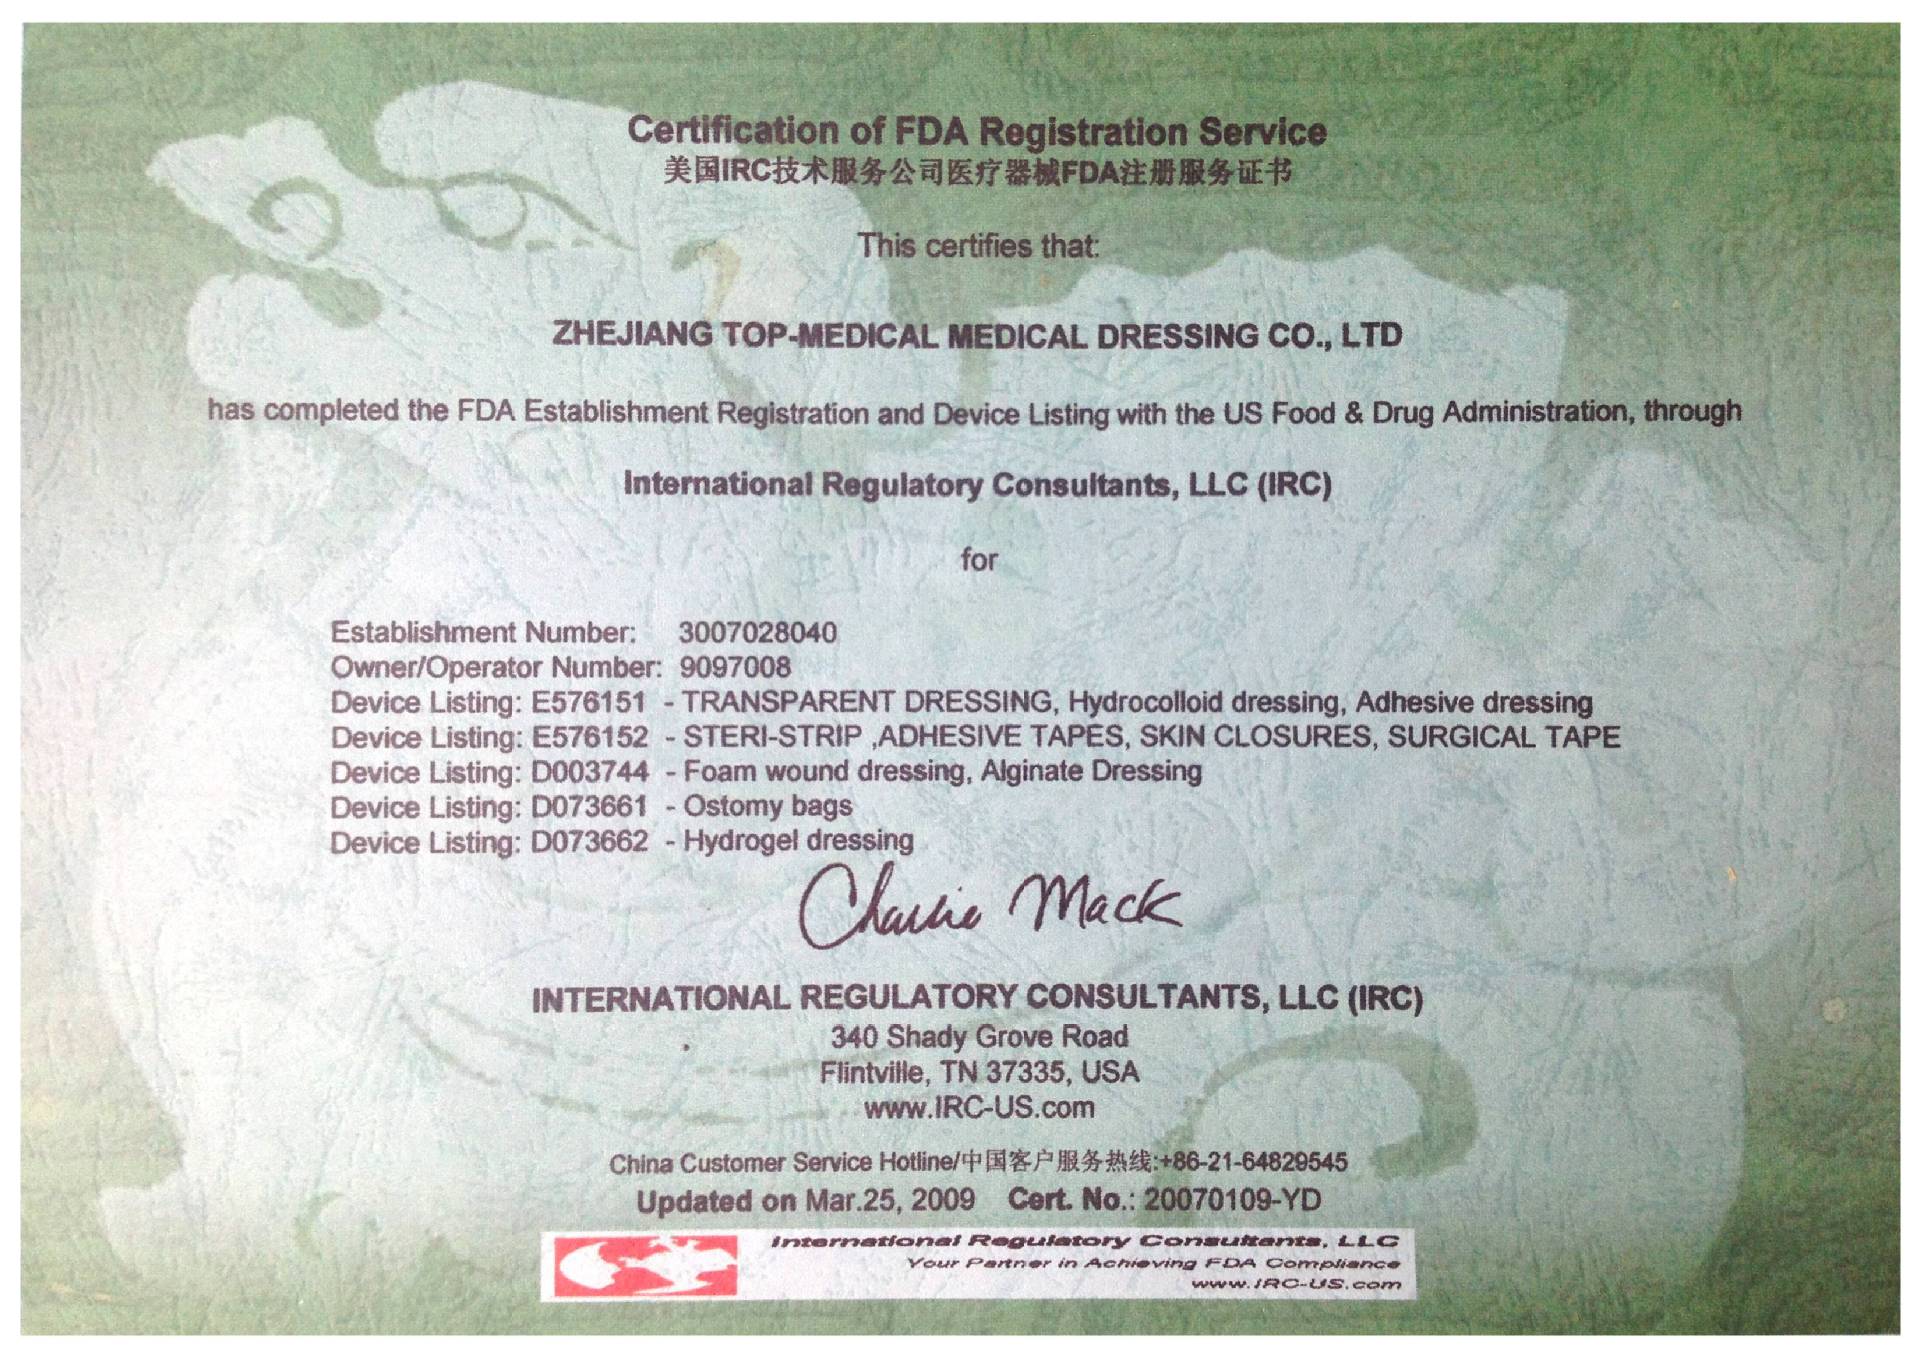 Certification of FDA Registration Service
美国IRC技术服务公司医疗器械FDA注册服务证书
This certifies that:
ZHEJIANG TOP-MEDICAL MEDICAL DRESSING CO., LTD
has completed the FDA Establishment Registration and Device Listing with the US Food & Drug Administration, through
International Regulatory Consultants, LLC (IRC)
for
Establishment Number: 3007028040
Owner/Operator Number: 9097008
Device Listing: E576151 - TRANSPARENT DRESSING, Hydrocolloid dressing, Adhesive dressing
Device Listing: E576152 - STERI-STRIP ,ADHESIVE TAPES, SKIN CLOSURES, SURGICAL TAPE
Device Listing: D003744 - Foam wound dressing, Alginate Dressing
Device Listing: D073661 - Ostomy bags
Device Listing: D073662 - Hydrogel dressing
Charlie Mack
INTERNATIONAL REGULATORY CONSULTANTS, LLC (IRC)
340 Shady Grove Road
Flintville, TN 37335, USA
www.IRC-US.com
China Customer Service Hotline/中国客户服务热线:+86-21-64829545
Updated on Mar.25, 2009 Cert. No.: 20070109-YD
International Regulatory Consultants, LLC
Your Partner in Achieving FDA Compliance
www.IRC-US.com